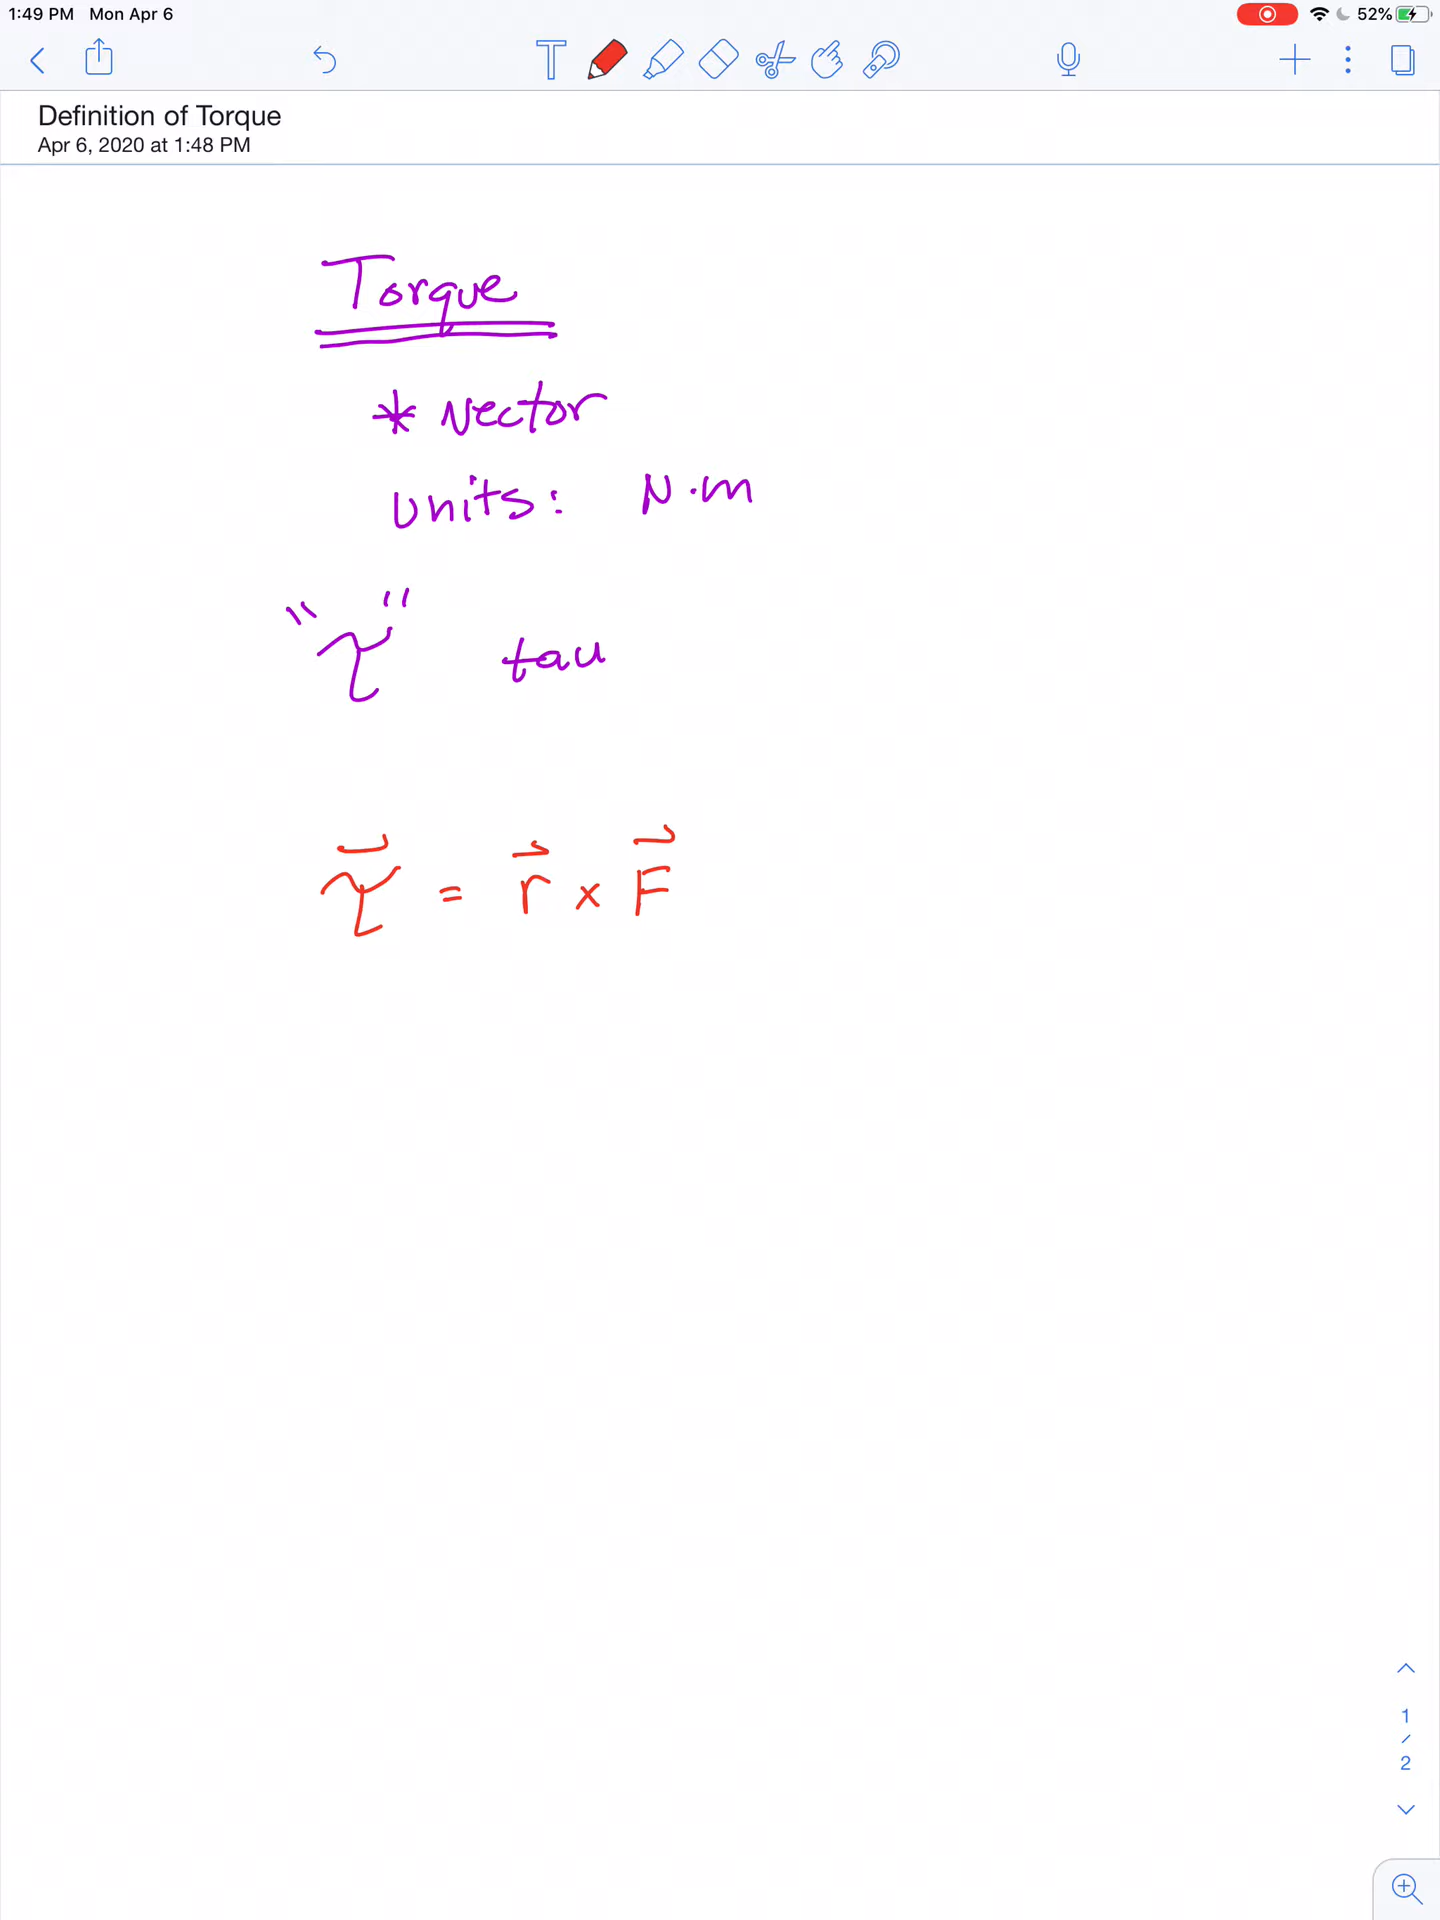 1:49 PM Mon Apr 6 52%
Definition of Torque
Apr 6, 2020 at 1:48 PM
Torque
* Vector
Units: N·m
"τ" tau
τ⃗ = r⃗ × F⃗
1
/
2